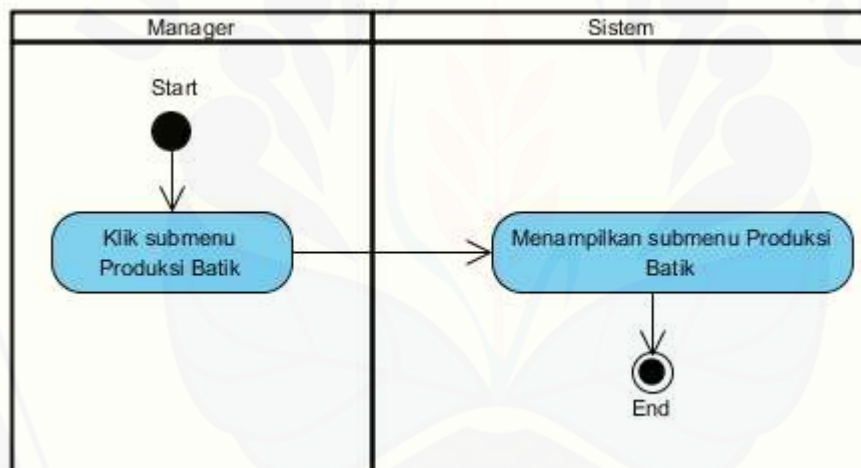 Manager
Sistem
Start
Klik submenu
Produksi Batik
Menampilkan submenu Produksi
Batik
End